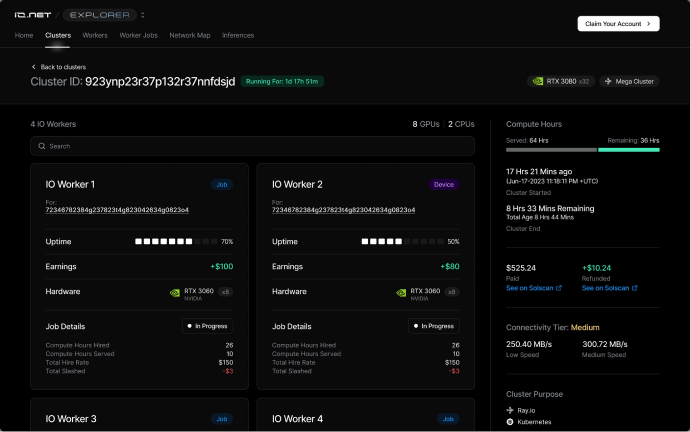 IO.NET / EXPLORER
Claim Your Account
Home Clusters Workers Worker Jobs Network Map Inferences
Back to clusters
Cluster ID: 923ynp23r37p132r37nnfdsjd Running For: 1d 17h 51m
RTX 3080 x32 Mega Cluster
4 IO Workers 8 GPUs 2 CPUs
Search
IO Worker 1 Job
For:
72346782384g237823t4g823042634g0823o4
Uptime 70%
Earnings +$100
Hardware RTX 3060 x8
NVIDIA
Job Details In Progress
Compute Hours Hired 26
Compute Hours Served 10
Total Hire Rate $150
Total Slashed -$3
IO Worker 2 Device
For:
72346782384g237823t4g823042634g0823o4
Uptime 50%
Earnings +$80
Hardware RTX 3060 x8
NVIDIA
Job Details In Progress
Compute Hours Hired 26
Compute Hours Served 10
Total Hire Rate $150
Total Slashed -$3
IO Worker 3 Job
IO Worker 4 Job
Compute Hours
Served: 64 Hrs Remaining: 36 Hrs
17 Hrs 21 Mins ago
(Jun-17-2023 11:18:11 PM +UTC)
Cluster Started
8 Hrs 33 Mins Remaining
Total Age 8 Hrs 44 Mins
Cluster End
$525.24 +$10.24
Paid Refunded
See on Solscan See on Solscan
Connectivity Tier: Medium
250.40 MB/s 300.72 MB/s
Low Speed Medium Speed
Cluster Purpose
Ray.io
Kubernetes